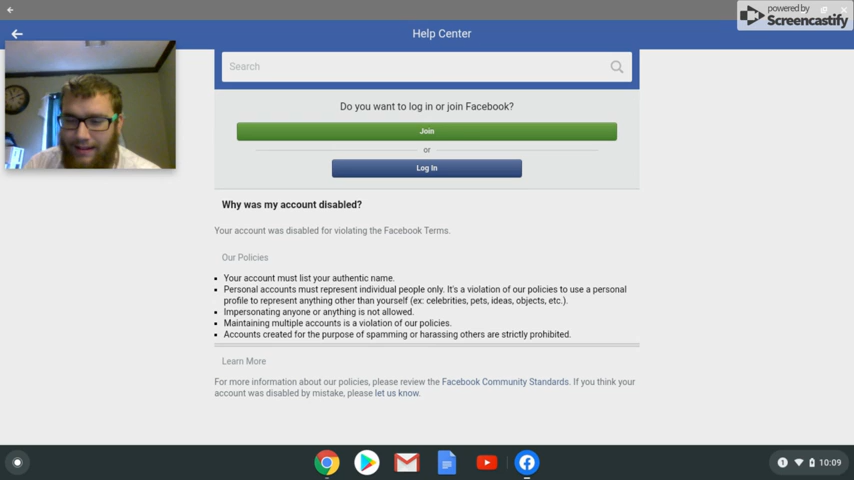 powered by
Screencastify
Help Center
Search
Do you want to log in or join Facebook?
Join
or
Log In
Why was my account disabled?
Your account was disabled for violating the Facebook Terms.
Our Policies
Your account must list your authentic name.
Personal accounts must represent individual people only. It's a violation of our policies to use a personal
profile to represent anything other than yourself (ex: celebrities, pets, ideas, objects, etc.).
Impersonating anyone or anything is not allowed.
Maintaining multiple accounts is a violation of our policies.
Accounts created for the purpose of spamming or harassing others are strictly prohibited.
Learn More
For more information about our policies, please review the Facebook Community Standards. If you think your
account was disabled by mistake, please let us know.
1
10:09